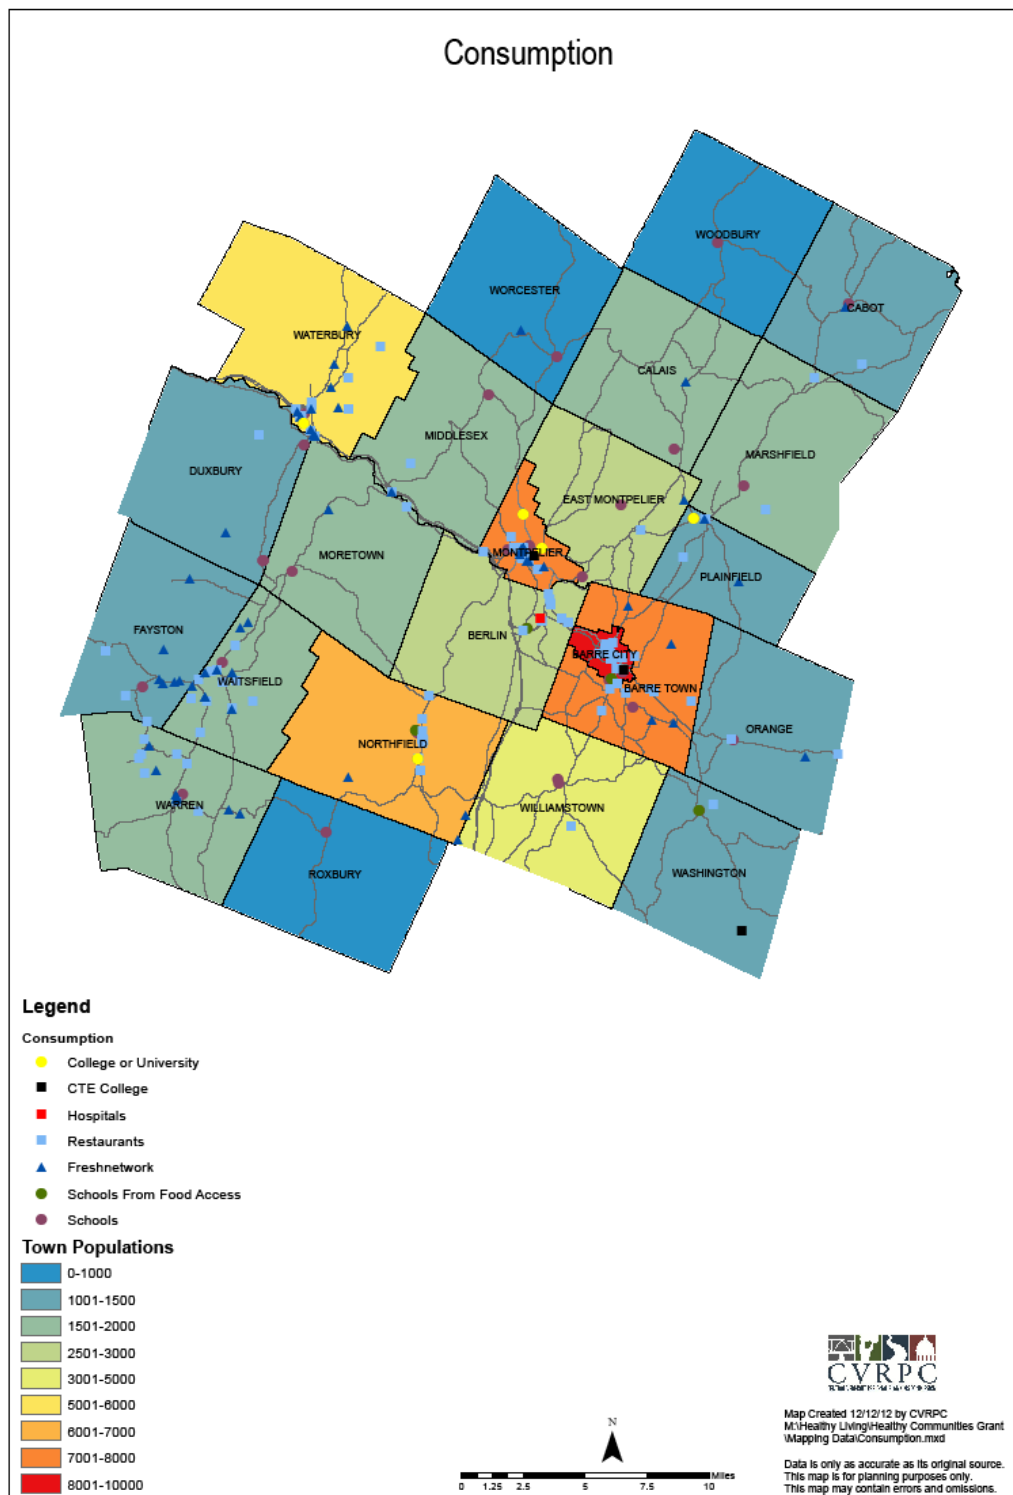 Consumption
WOODBURY
WORCESTER
CABOT
WATERBURY
CALAIS
MIDDLESEX
MARSHFIELD
DUXBURY
EAST MONTPELIER
MORETOWN
MONTPELIER
PLAINFIELD
FAYSTON
BERLIN
BARRE CITY
WAITSFIELD
BARRE TOWN
ORANGE
NORTHFIELD
WARREN
WILLIAMSTOWN
ROXBURY
WASHINGTON
Legend
Consumption
College or University
CTE College
Hospitals
Restaurants
Freshnetwork
Schools From Food Access
Schools
Town Populations
0-1000
1001-1500
1501-2000
2501-3000
3001-5000
5001-6000
6001-7000
7001-8000
8001-10000
N
Miles
0 1.25 2.5 5 7.5 10
CVRPC
Map Created 12/12/12 by CVRPC
M:\Healthy Living\Healthy Communities Grant
\Mapping Data\Consumption.mxd
Data is only as accurate as its original source.
This map is for planning purposes only.
This map may contain errors and omissions.